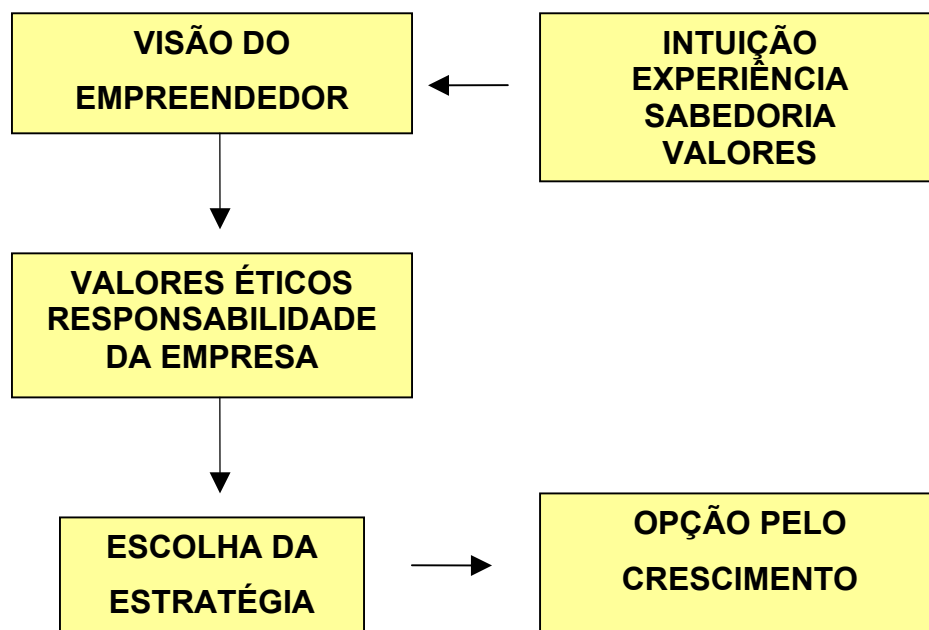 VISÃO DO
EMPREENDEDOR
INTUIÇÃO
EXPERIÊNCIA
SABEDORIA
VALORES
VALORES ÉTICOS
RESPONSABILIDADE
DA EMPRESA
ESCOLHA DA
ESTRATÉGIA
OPÇÃO PELO
CRESCIMENTO